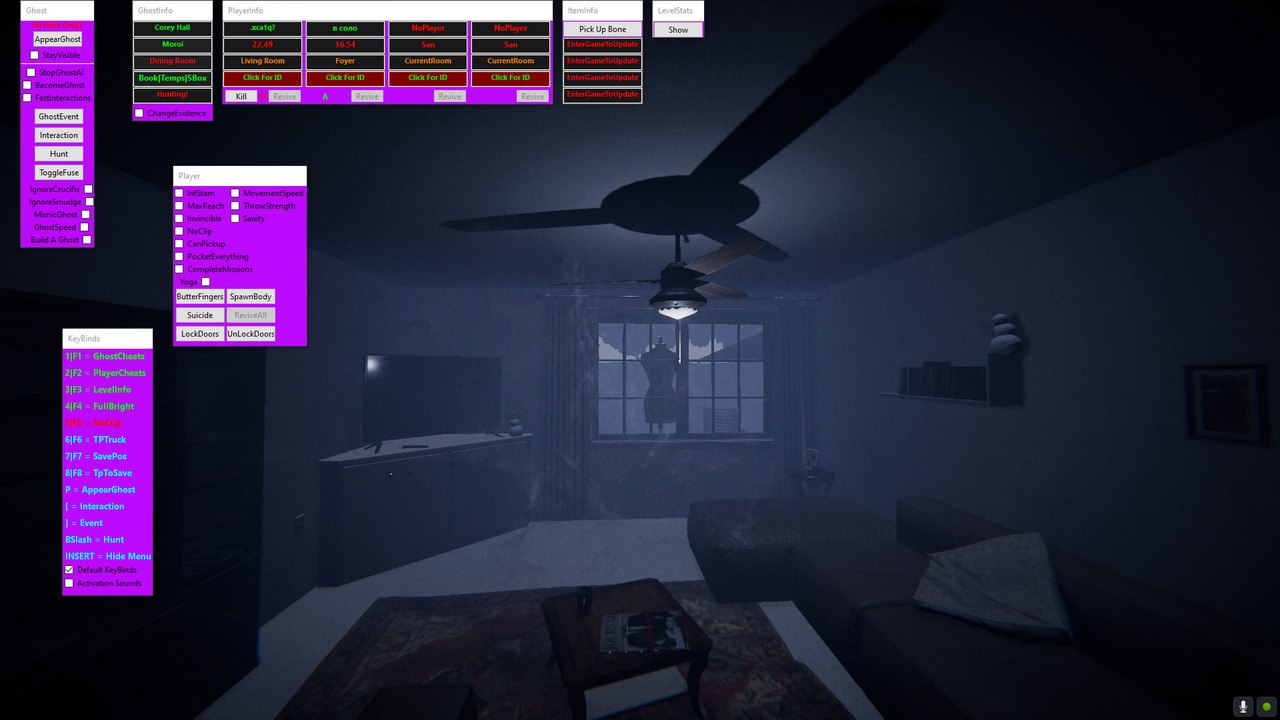 Ghost
AppearGhost
StayVisible
StopGhostAI
BecomeGhost
FastInteractions
GhostEvent
Interaction
Hunt
ToggleFuse
IgnoreCrucifix
IgnoreSmudge
MimicGhost
GhostSpeed
Build A Ghost
GhostInfo
Corey Hall
Moroi
Dining Room
Book|Temps|SBox
Hunting!
ChangeEvidence
PlayerInfo
.xca1q? в соло NoPlayer NoPlayer
22.49 16.54 San San
Living Room Foyer CurrentRoom CurrentRoom
Click For ID Click For ID Click For ID Click For ID
Kill Revive A Revive Revive Revive
ItemInfo
Pick Up Bone
EnterGameToUpdate
EnterGameToUpdate
EnterGameToUpdate
EnterGameToUpdate
LevelStats
Show
Player
InfStam MovementSpeed
MaxReach ThrowStrength
Invincible Sanity
NoClip
CanPickup
PocketEverything
CompleteMissions
Yoga
ButterFingers SpawnBody
Suicide ReviveAll
LockDoors UnLockDoors
KeyBinds
1|F1 = GhostCheats
2|F2 = PlayerCheats
3|F3 = LevelInfo
4|F4 = FullBright
5|F5 = NoClip
6|F6 = TPTruck
7|F7 = SavePos
8|F8 = TpToSave
P = AppearGhost
[ = Interaction
] = Event
BSlash = Hunt
INSERT = Hide Menu
Default KeyBinds
Activation Sounds